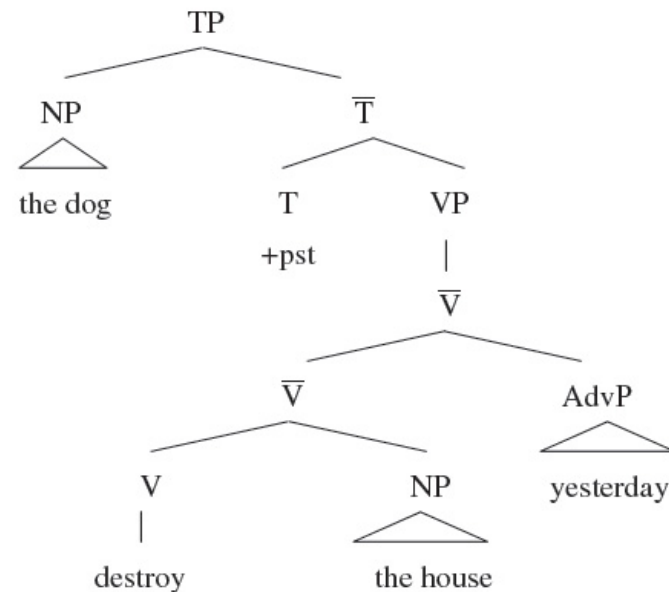 TP
NP T̅
the dog T VP
+pst
V̅
V̅ AdvP
V NP yesterday
destroy the house